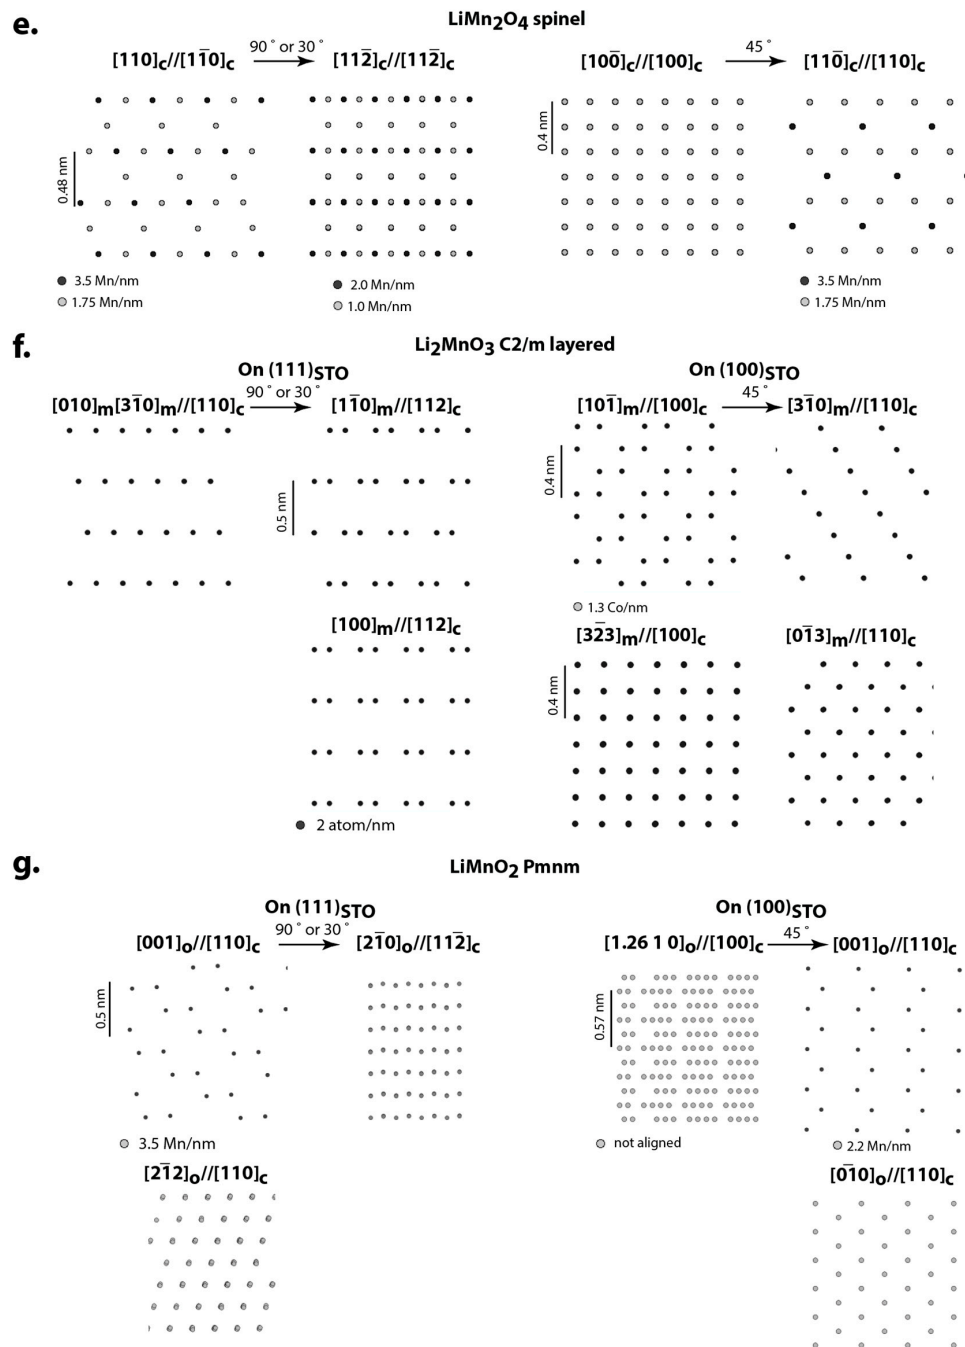 e.
LiMn2O4 spinel
[110]c//[11̅0]c
90 ° or 30 °
[112̅]c//[112̅]c
[100̅]c//[100]c
45 °
[110̅]c//[110]c
0.48 nm
0.4 nm
3.5 Mn/nm
1.75 Mn/nm
2.0 Mn/nm
1.0 Mn/nm
3.5 Mn/nm
1.75 Mn/nm
f.
Li2MnO3 C2/m layered
On (111)STO
90 ° or 30 °
On (100)STO
45 °
[010]m[31̅0]m//[110]c
[11̅0]m//[112]c
[101̅]m//[100]c
[31̅0]m//[110]c
0.5 nm
0.4 nm
1.3 Co/nm
[100]m//[112]c
[32̅3̅]m//[100]c
[01̅3]m//[110]c
0.4 nm
2 atom/nm
g.
LiMnO2 Pmnm
On (111)STO
90 ° or 30 °
On (100)STO
45 °
[001]o//[110]c
[21̅0]o//[112̅]c
[1.26 1 0]o//[100]c
[001]o//[110]c
0.5 nm
0.57 nm
3.5 Mn/nm
not aligned
2.2 Mn/nm
[21̅2]o//[110]c
[01̅0]o//[110]c